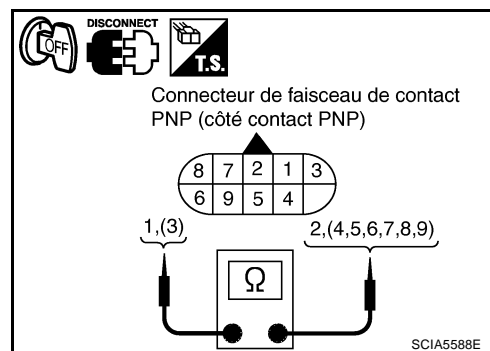 OFF
DISCONNECT
T.S.
Connecteur de faisceau de contact
PNP (côté contact PNP)
8 7 2 1 3
6 9 5 4
1,(3) 2,(4,5,6,7,8,9)
Ω
SCIA5588E